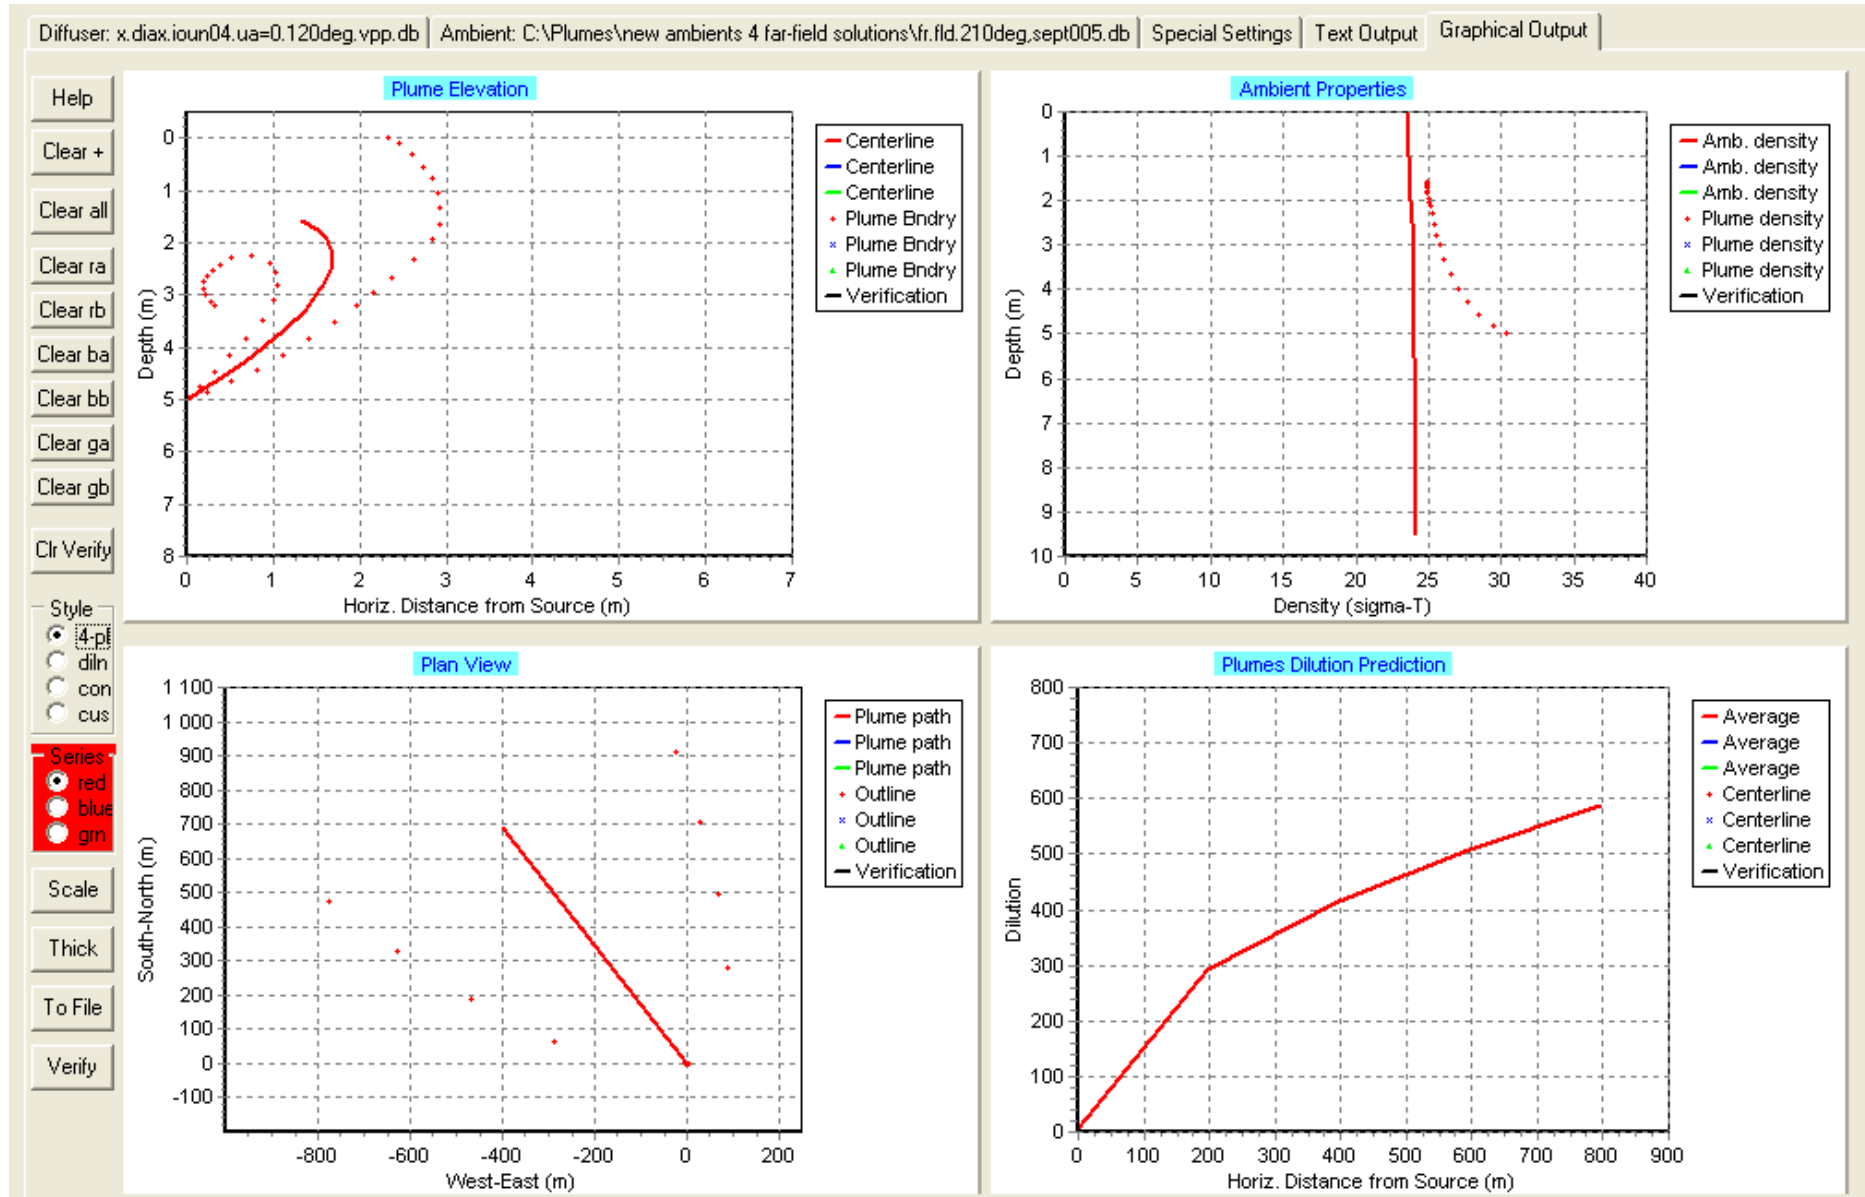 Diffuser: x.diax.ioun04.ua=0.120deg.vpp.db
Ambient: C:\Plumes\new ambients 4 far-field solutions\fr.fld.210deg,sept005.db
Special Settings
Text Output
Graphical Output
Help
Clear +
Clear all
Clear ra
Clear rb
Clear ba
Clear bb
Clear ga
Clear gb
Clr Verify
Style
4-pl
diln
con
cus
Series
red
blue
grn
Scale
Thick
To File
Verify
Plume Elevation
Depth (m)
0
1
2
3
4
5
6
7
8
0 1 2 3 4 5 6 7
Horiz. Distance from Source (m)
Centerline
Centerline
Centerline
Plume Bndry
Plume Bndry
Plume Bndry
Verification
Ambient Properties
Depth (m)
0
1
2
3
4
5
6
7
8
9
10
0 5 10 15 20 25 30 35 40
Density (sigma-T)
Amb. density
Amb. density
Amb. density
Plume density
Plume density
Plume density
Verification
Plan View
South-North (m)
1 100
1 000
900
800
700
600
500
400
300
200
100
0
-100
-800 -600 -400 -200 0 200
West-East (m)
Plume path
Plume path
Plume path
Outline
Outline
Outline
Verification
Plumes Dilution Prediction
Dilution
800
700
600
500
400
300
200
100
0
0 100 200 300 400 500 600 700 800 900
Horiz. Distance from Source (m)
Average
Average
Average
Centerline
Centerline
Centerline
Verification